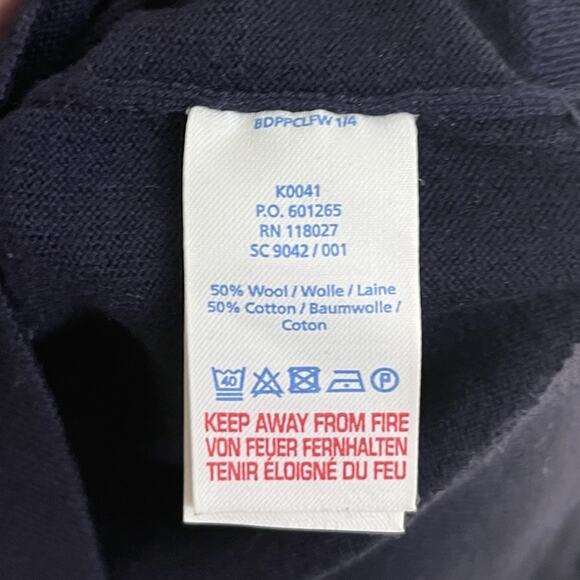 BDPPCLFW 1/4
K0041
P.O. 601265
RN 118027
SC 9042 / 001
50% Wool / Wolle / Laine
50% Cotton / Baumwolle /
Coton
40 P
KEEP AWAY FROM FIRE
VON FEUER FERNHALTEN
TENIR ÉLOIGNÉ DU FEU